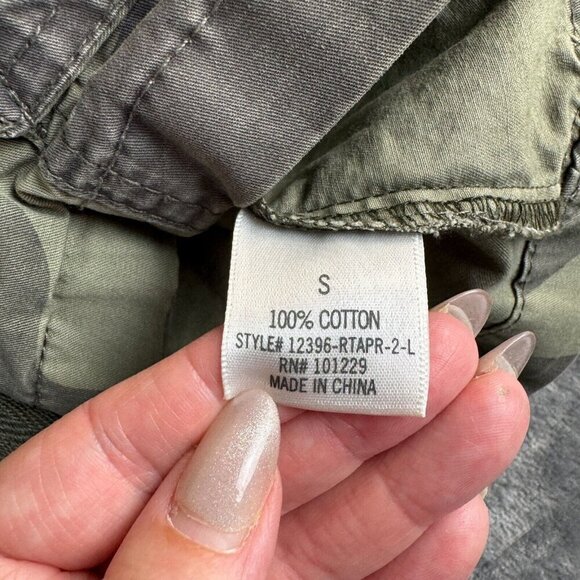 S
100% COTTON
STYLE# 12396-RTAPR-2-L
RN# 101229
MADE IN CHINA